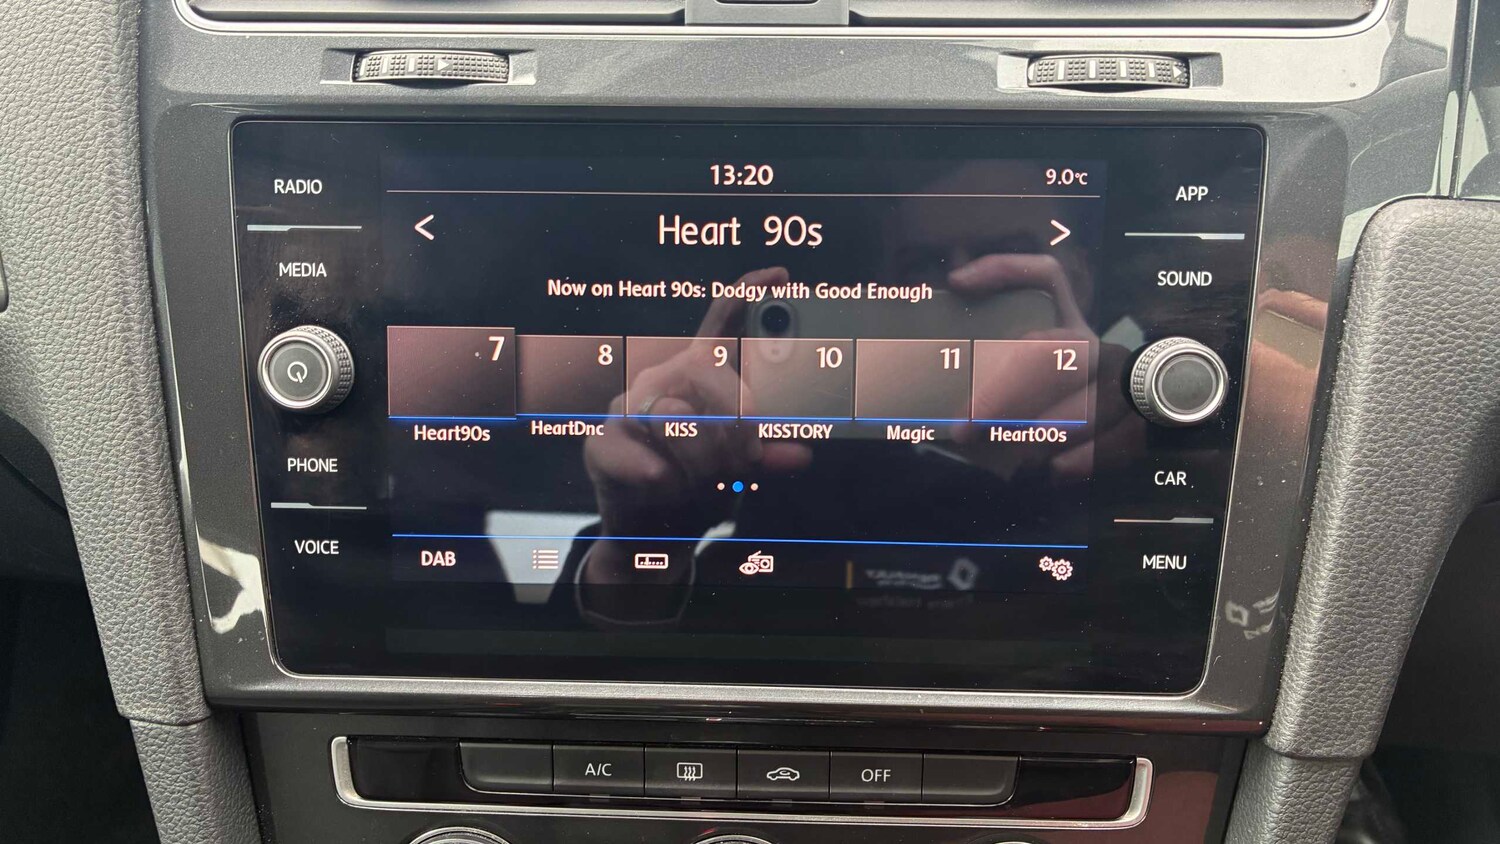 RADIO
MEDIA
PHONE
VOICE
13:20
9.0°C
< Heart 90s >
Now on Heart 90s: Dodgy with Good Enough
7 8 9 10 11 12
Heart90s HeartDnc KISS KISSTORY Magic Heart00s
DAB
APP
SOUND
CAR
MENU
A/C
OFF